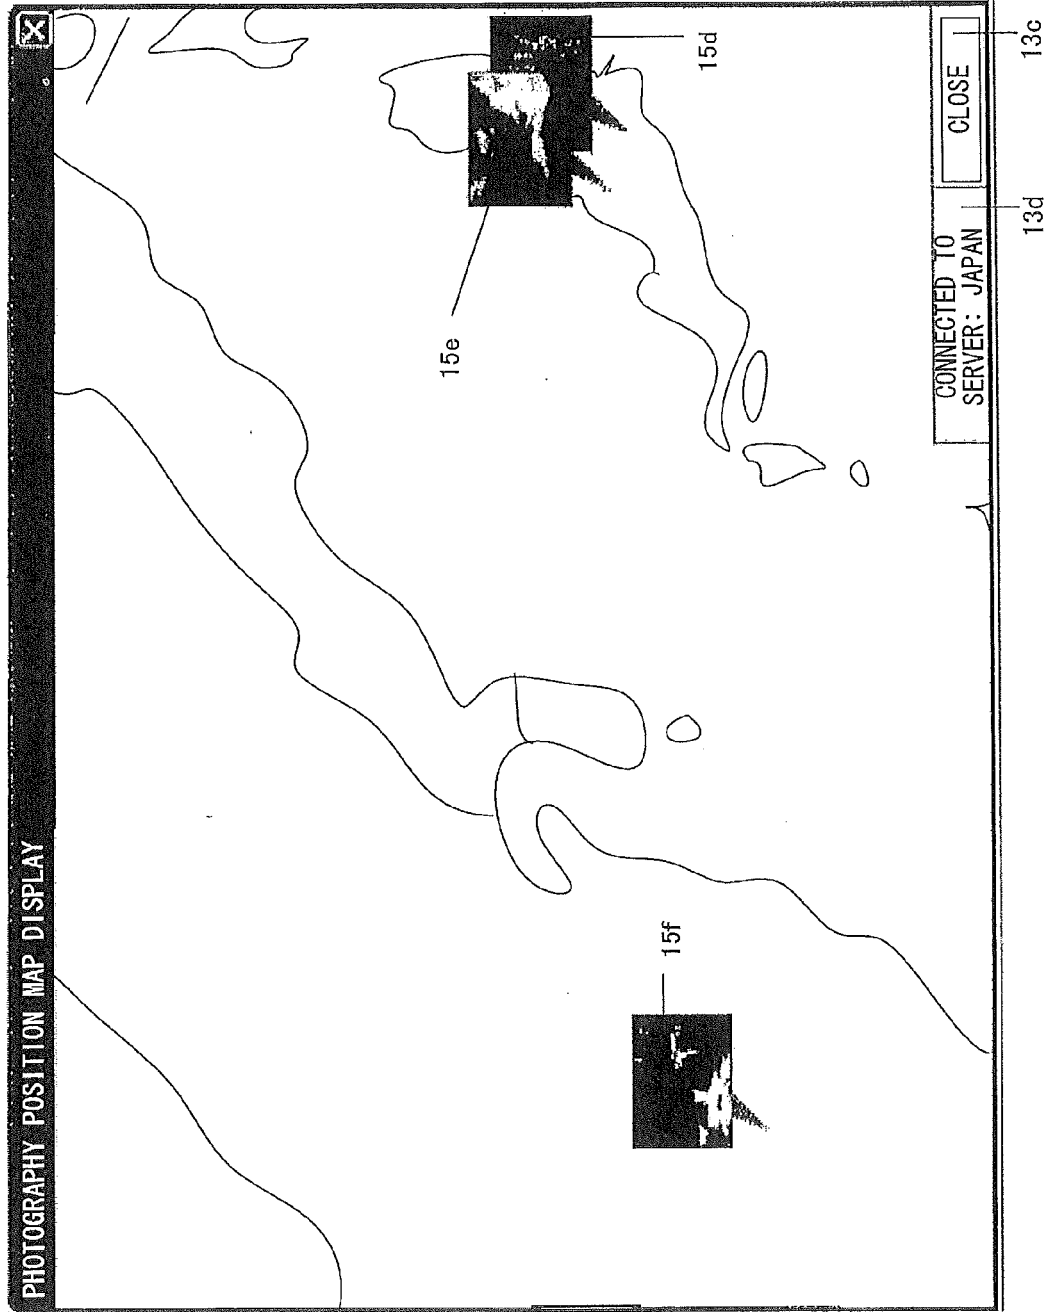 PHOTOGRAPHY POSITION MAP DISPLAY
X
15d
15e
15f
CONNECTED TO
SERVER: JAPAN
CLOSE
13d
13c